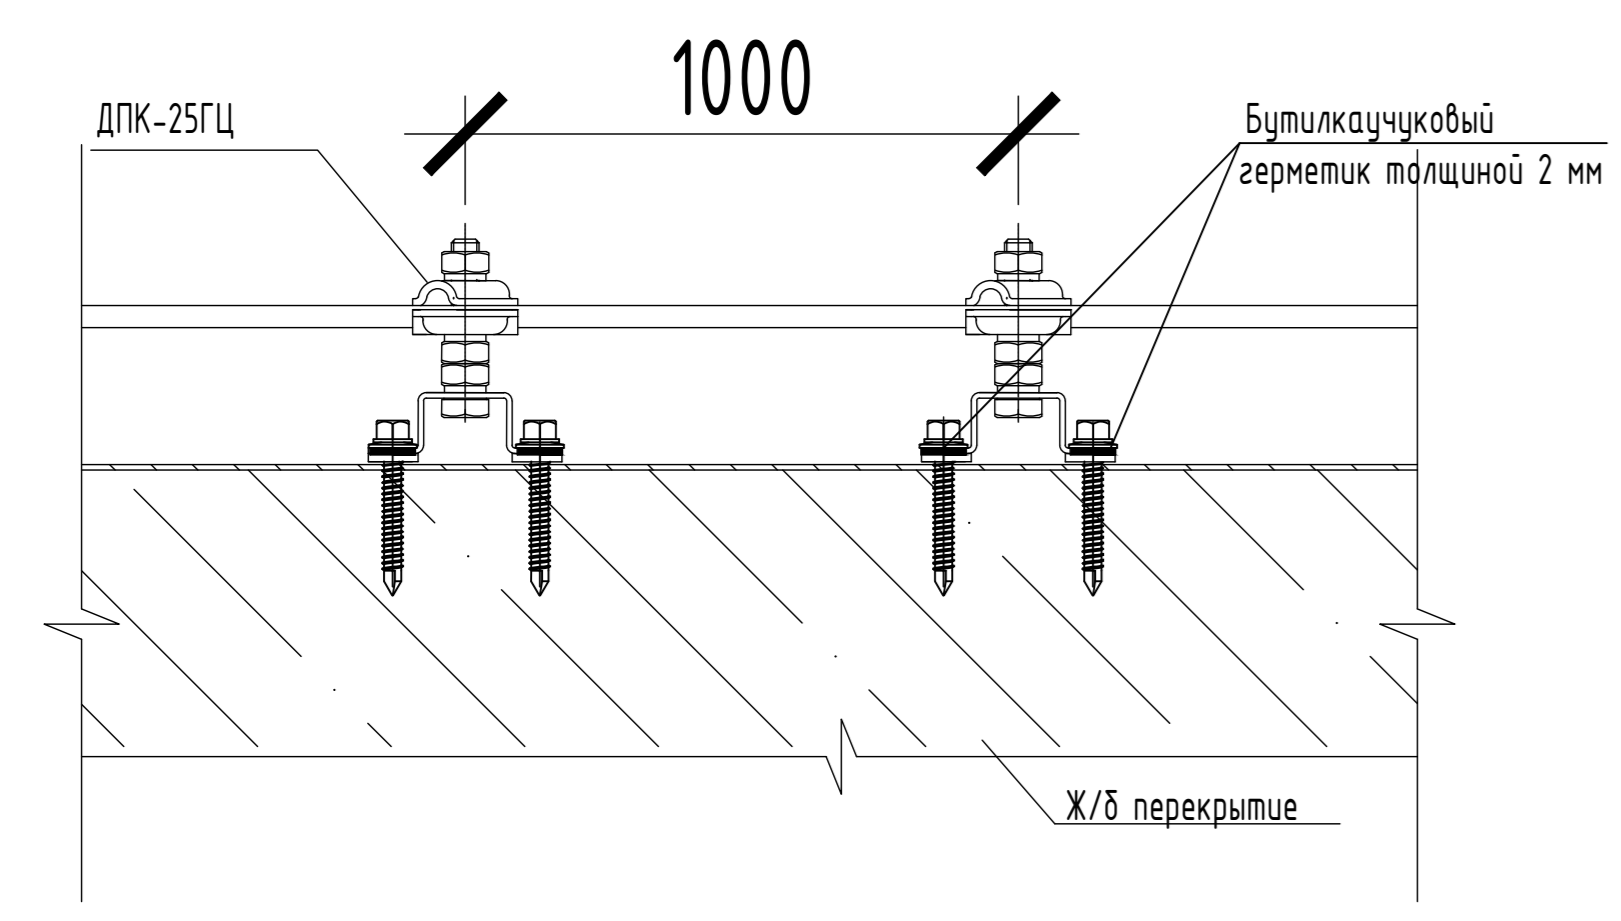 1000
ДПК-25ГЦ
Бутилкаучуковый
герметик толщиной 2 мм
Ж/б перекрытие